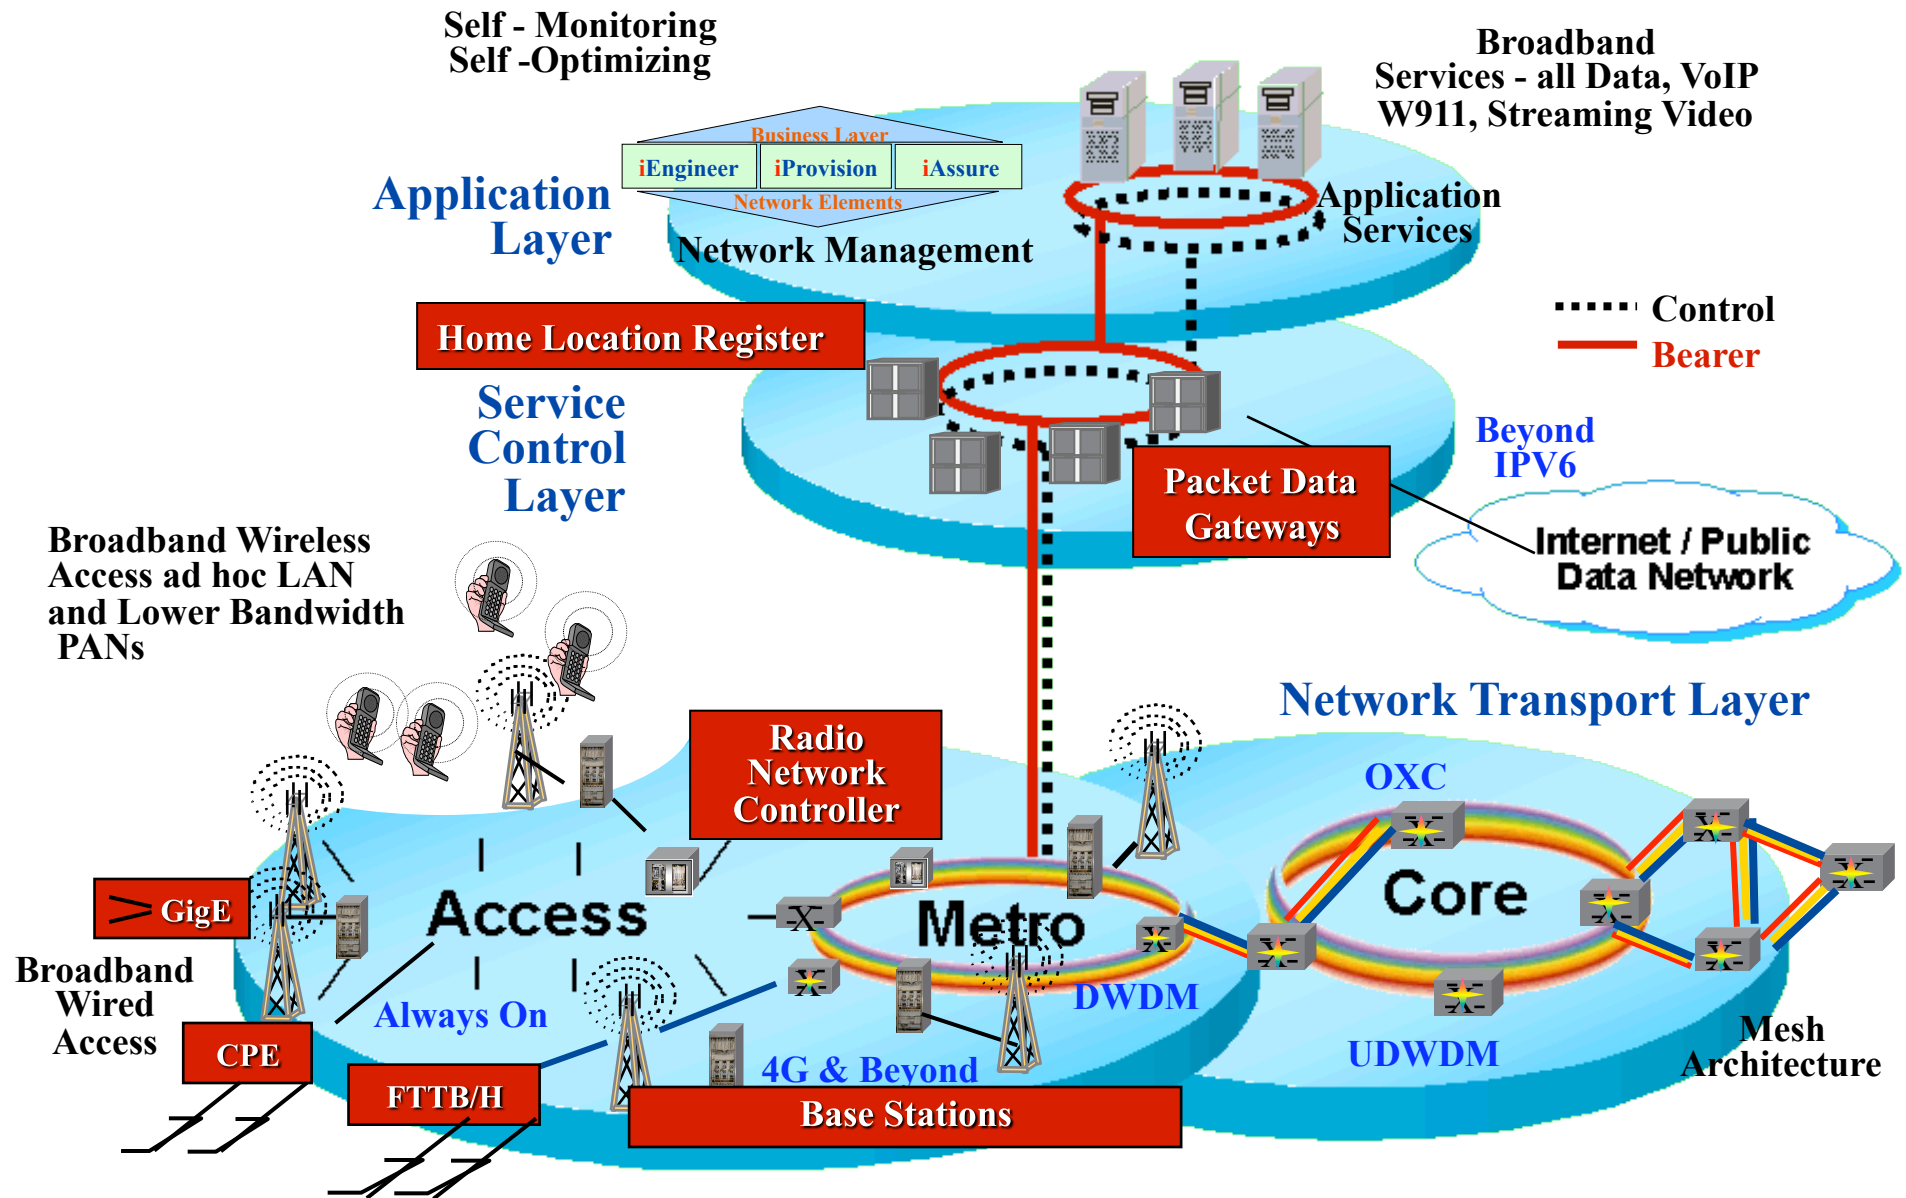 Self - Monitoring
Self -Optimizing
Broadband
Services - all Data, VoIP
W911, Streaming Video
Business Layer
iEngineer
iProvision
iAssure
Network Elements
Network Management
Application
Layer
Application
Services
Control
Bearer
Home Location Register
Service
Control
Layer
Packet Data
Gateways
Beyond
IPV6
Internet / Public
Data Network
Broadband Wireless
Access ad hoc LAN
and Lower Bandwidth
PANs
Network Transport Layer
Radio
Network
Controller
OXC
GigE
Access
X
Metro
X
X
Core
X
X
X
X
X
X
X
Broadband
Wired
Access
Always On
DWDM
UDWDM
Mesh
Architecture
CPE
FTTB/H
4G & Beyond
Base Stations